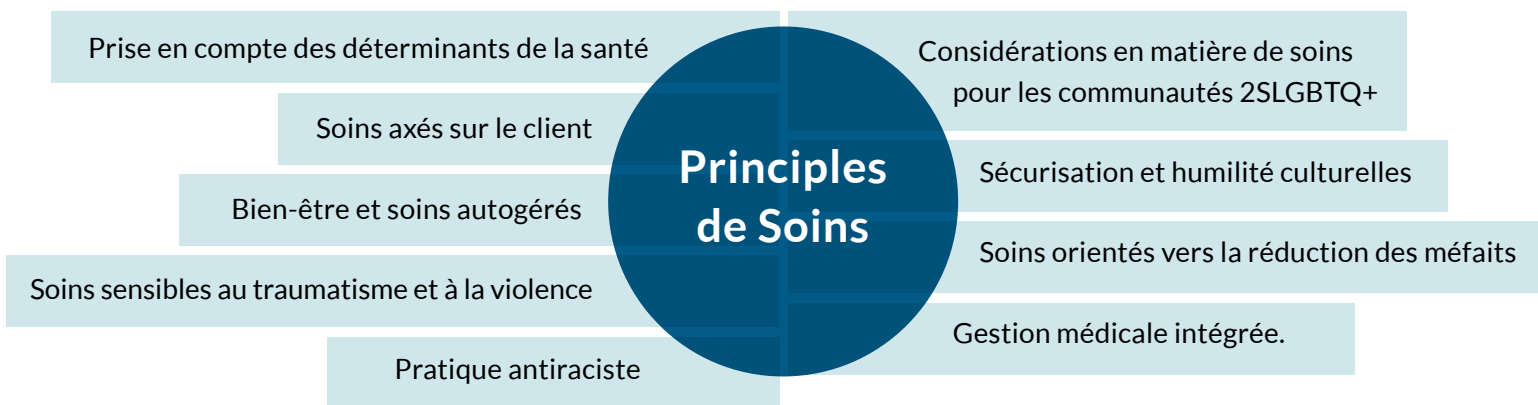 Prise en compte des déterminants de la santé
Soins axés sur le client
Bien-être et soins autogérés
Soins sensibles au traumatisme et à la violence
Pratique antiraciste
Principles
de Soins
Considérations en matière de soins
pour les communautés 2SLGBTQ+
Sécurisation et humilité culturelles
Soins orientés vers la réduction des méfaits
Gestion médicale intégrée.